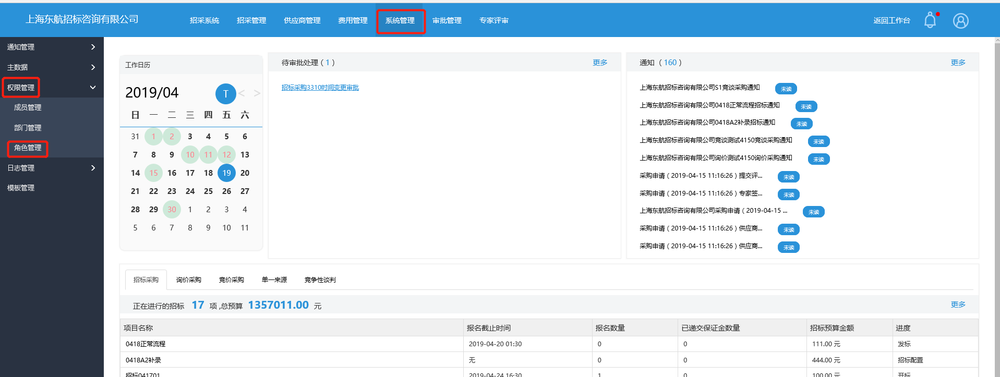 上海东航招标咨询有限公司
招采系统 招采管理 供应商管理 费用管理 系统管理 审批管理 专家评审
返回工作台
通知管理
主数据
权限管理
成员管理
部门管理
角色管理
日志管理
模板管理
工作日历
2019/04 T < >
日 一 二 三 四 五 六
31 1 2 3 4 5 6
7 8 9 10 11 12 13
14 15 16 17 18 19 20
21 22 23 24 25 26 27
28 29 30 1 2 3 4
5 6 7 8 9 10 11
待审批处理 ( 1 ) 更多
招标采购3310时间变更审批
通知 ( 160 ) 更多
上海东航招标咨询有限公司S1竞谈采购通知 未读
上海东航招标咨询有限公司0418正常流程招标通知 未读
上海东航招标咨询有限公司0418A2补录招标通知 未读
上海东航招标咨询有限公司竞谈测试4150竞谈采购通知 未读
上海东航招标咨询有限公司询价测试4150询价采购通知 未读
采购申请 ( 2019-04-15 11:16:26 ) 提交评... 未读
采购申请 ( 2019-04-15 11:16:26 ) 专家签... 未读
上海东航招标咨询有限公司采购申请 ( 2019-04-15 ... 未读
采购申请 ( 2019-04-15 11:16:26 ) 供应商... 未读
采购申请 ( 2019-04-15 11:16:26 ) 供应商... 未读
招标采购 询价采购 竞价采购 单一来源 竞争性谈判
正在进行的招标 17 项 ,总预算 1357011.00 元 更多
项目名称 报名截止时间 报名数量 已递交保证金数量 招标预算金额 进度
0418正常流程 2019-04-20 01:30 0 0 111.00 元 发标
0418A2补录 无 0 0 444.00 元 招标配置
招标041701 2019-04-24 16:30 1 0 100.00 元 开标